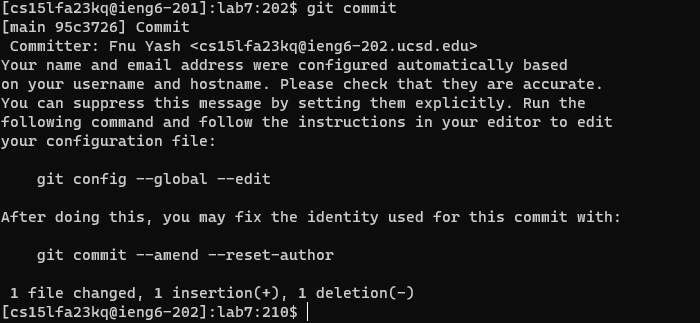 [cs15lfa23kq@ieng6-201]:lab7:202$ git commit
[main 95c3726] Commit
 Committer: Fnu Yash <cs15lfa23kq@ieng6-202.ucsd.edu>
Your name and email address were configured automatically based
on your username and hostname. Please check that they are accurate.
You can suppress this message by setting them explicitly. Run the
following command and follow the instructions in your editor to edit
your configuration file:

    git config --global --edit

After doing this, you may fix the identity used for this commit with:

    git commit --amend --reset-author

 1 file changed, 1 insertion(+), 1 deletion(-)
[cs15lfa23kq@ieng6-202]:lab7:210$